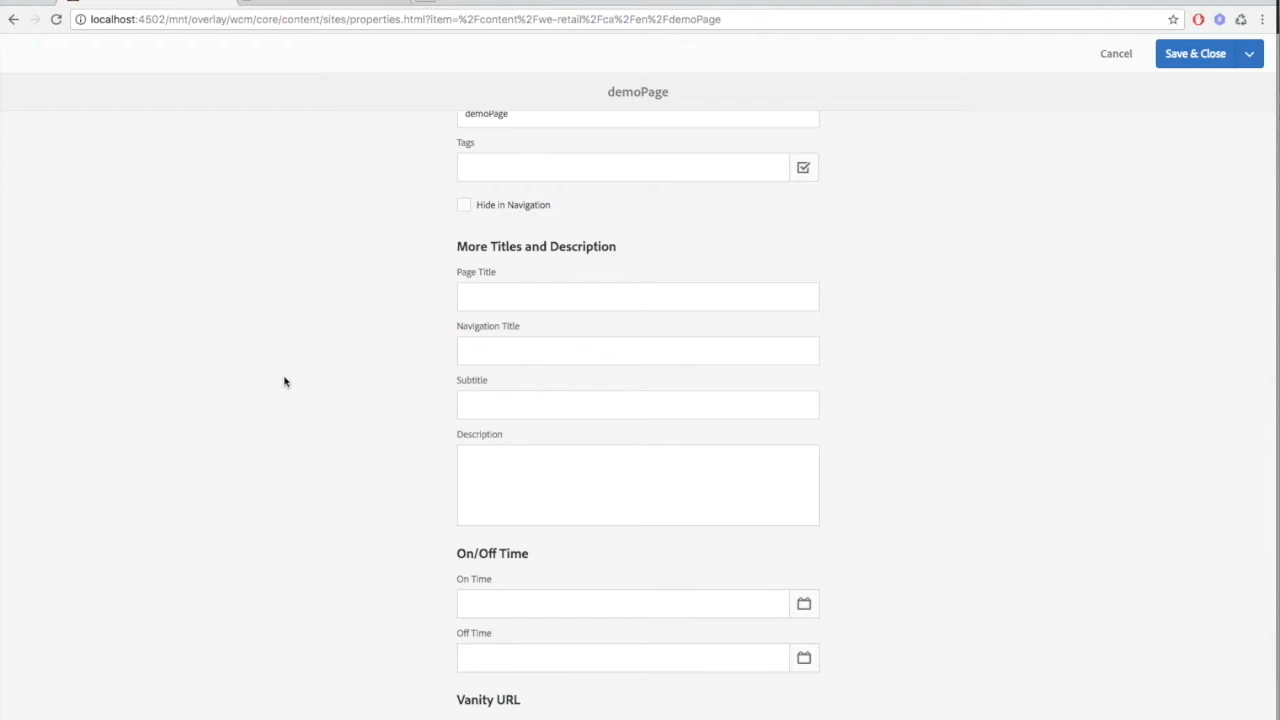 localhost:4502/mnt/overlay/wcm/core/content/sites/properties.html?item=%2Fcontent%2Fwe-retail%2Fca%2Fen%2FdemoPage
Cancel
Save & Close
demoPage
demoPage
Tags
Hide in Navigation
More Titles and Description
Page Title
Navigation Title
Subtitle
Description
On/Off Time
On Time
Off Time
Vanity URL